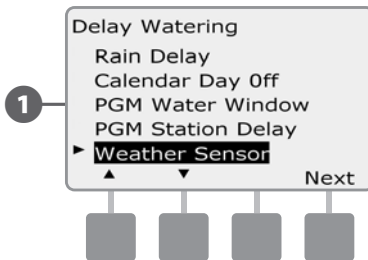 Delay Watering
Rain Delay
Calendar Day Off
PGM Water Window
PGM Station Delay
Weather Sensor
Next
1